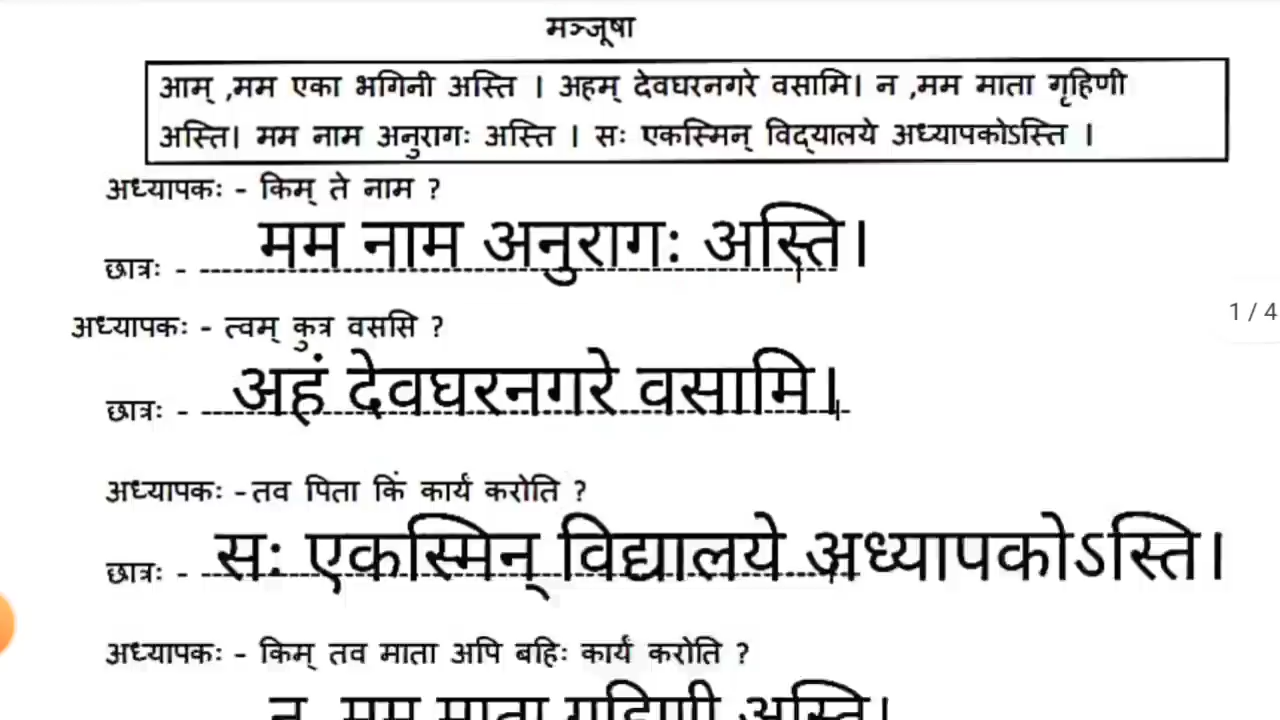 मञ्जूषा
आम् ,मम एका भगिनी अस्ति । अहम् देवघरनगरे वसामि। न ,मम माता गृहिणी
अस्ति। मम नाम अनुरागः अस्ति । सः एकस्मिन् विद्यालये अध्यापकोऽस्ति ।
अध्यापकः - किम् ते नाम ?
छात्रः - मम नाम अनुरागः अस्ति।
अध्यापकः - त्वम् कुत्र वससि ?
1 / 4
छात्रः - अहं देवघरनगरे वसामि।
अध्यापकः -तव पिता किं कार्यं करोति ?
छात्रः - सः एकस्मिन् विद्यालये अध्यापकोऽस्ति।
अध्यापकः - किम् तव माता अपि बहिः कार्यं करोति ?
न मम माता गृहिणी अस्ति।